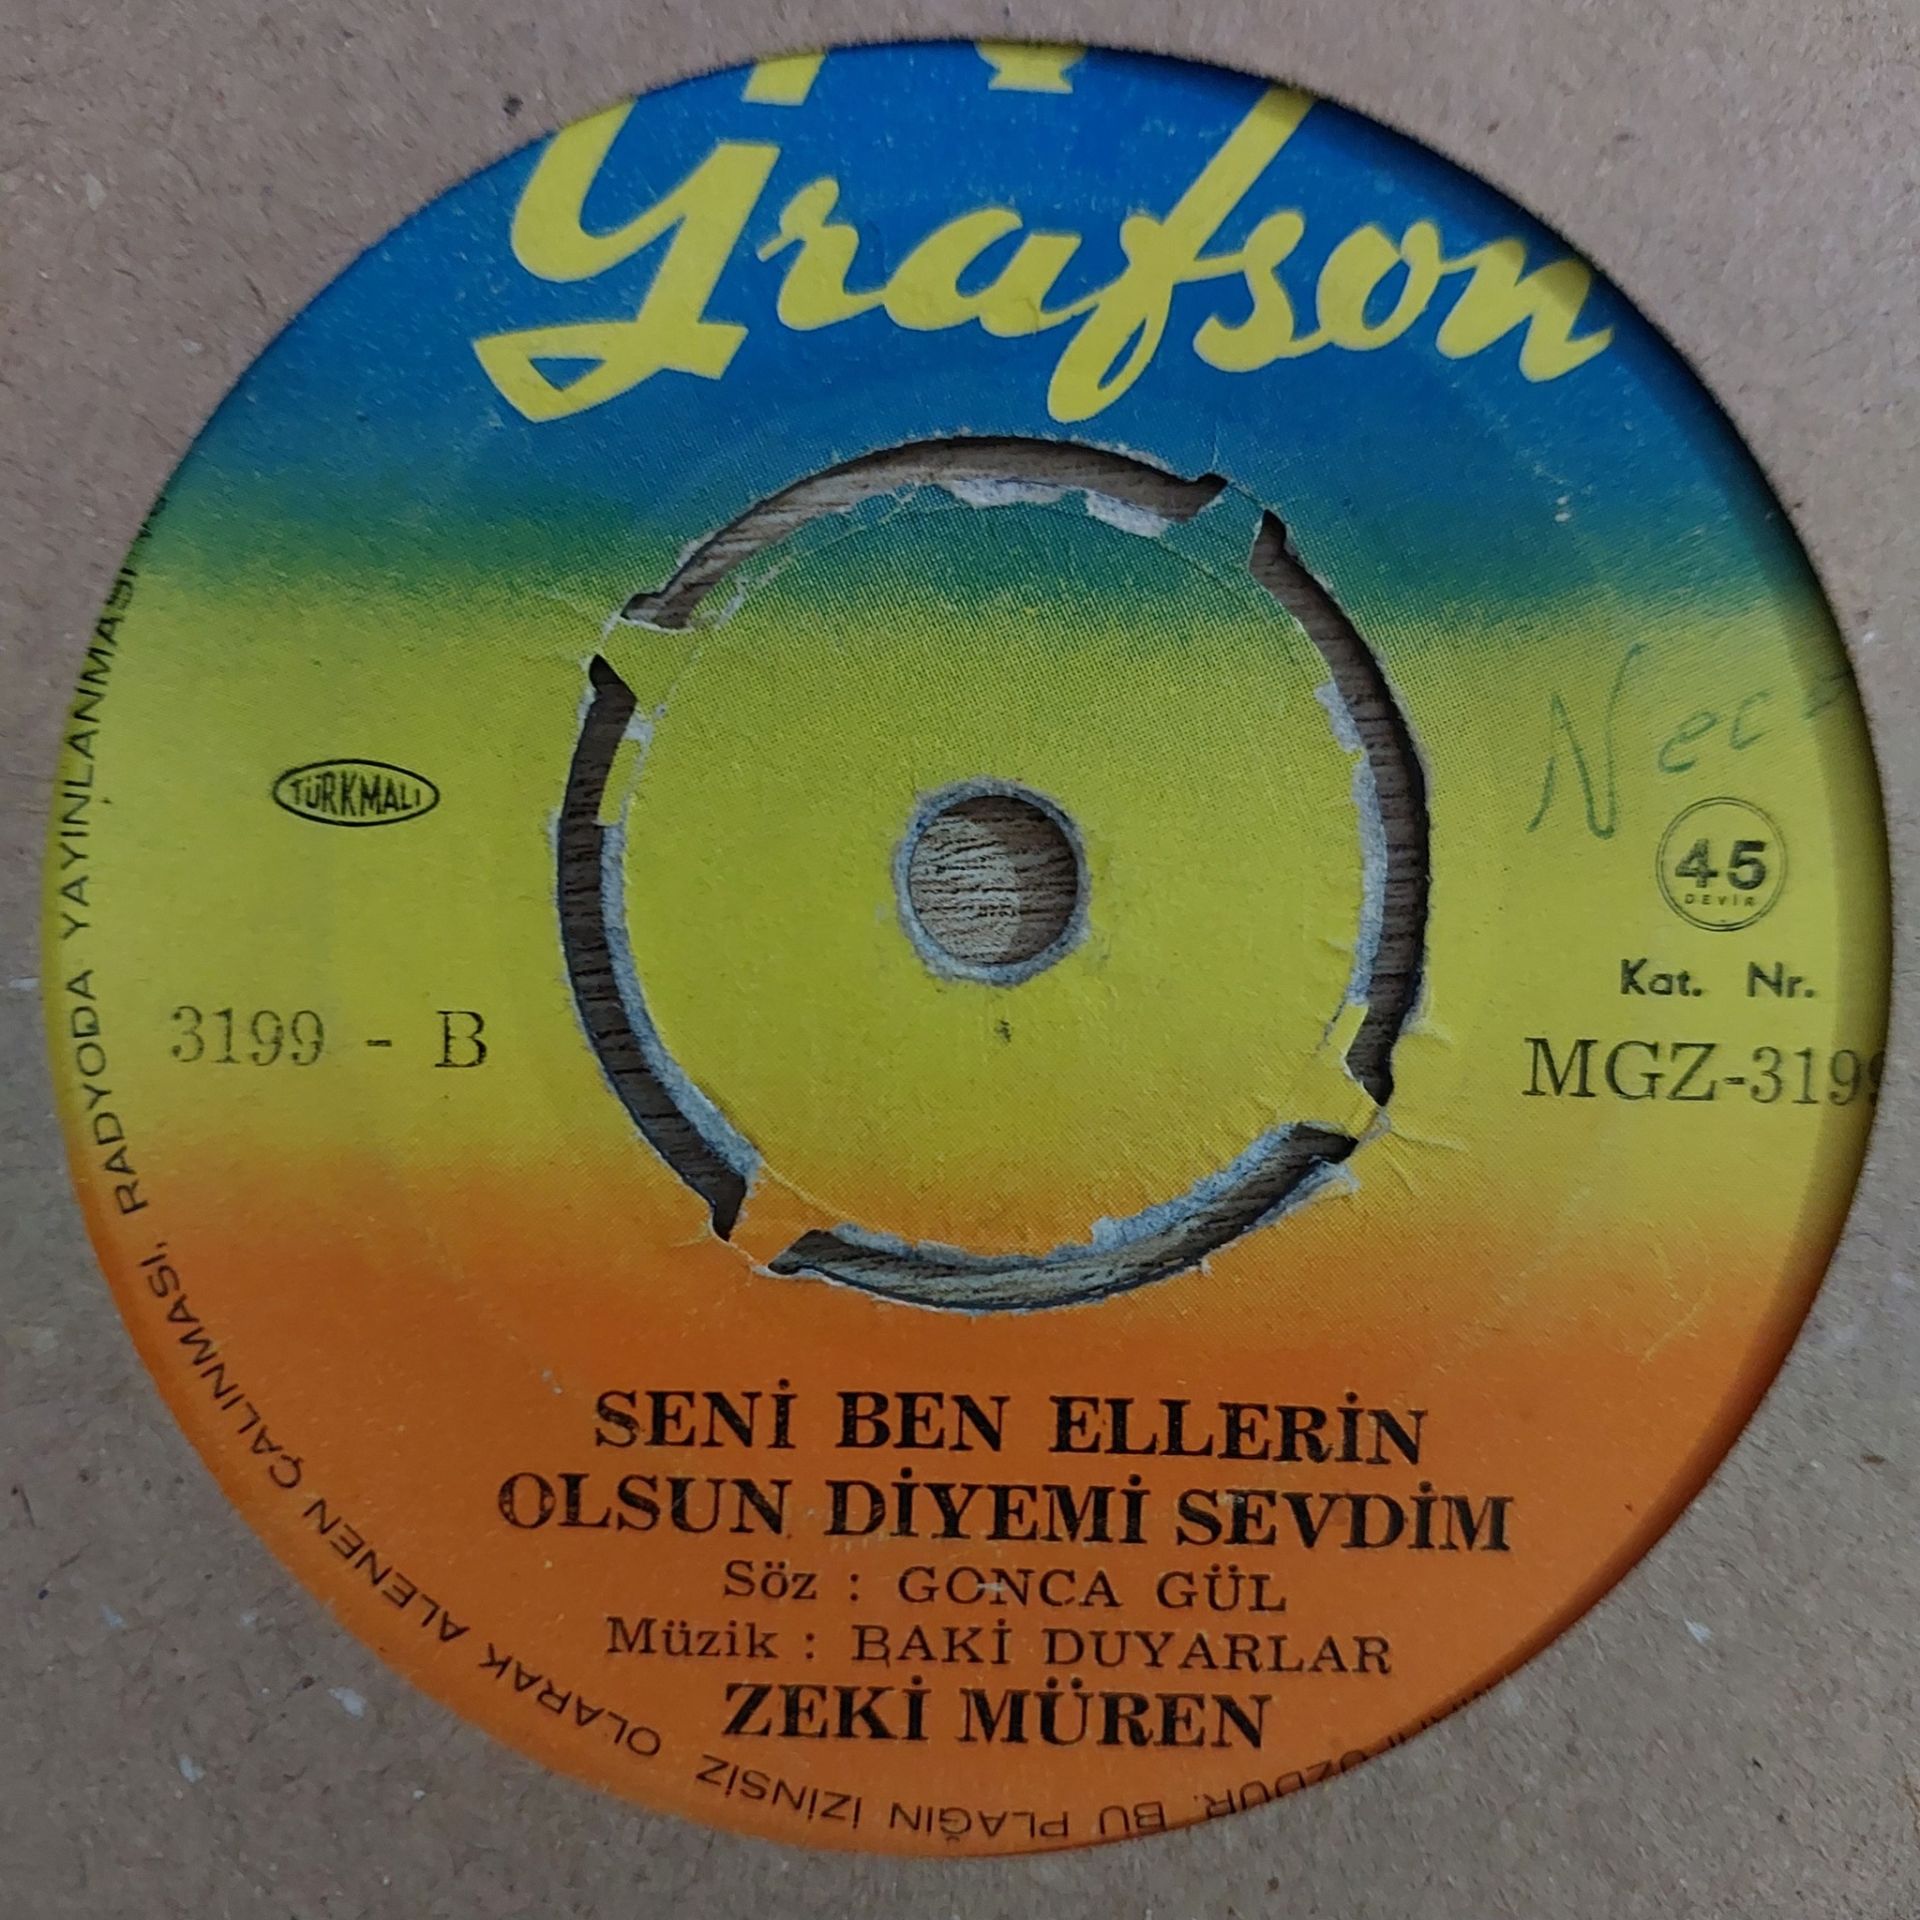 Grafson
TÜRKMALI
45
DEVİR
Kat. Nr.
3199 - B
MGZ-3199
SENİ BEN ELLERİN
OLSUN DİYEMİ SEVDİM
Söz : GONCA GÜL
Müzik : BAKİ DUYARLAR
ZEKİ MÜREN
BU PLAĞIN İZİNSİZ OLARAK ALENEN ÇALINMASI, RADYODA YAYINLANMASI